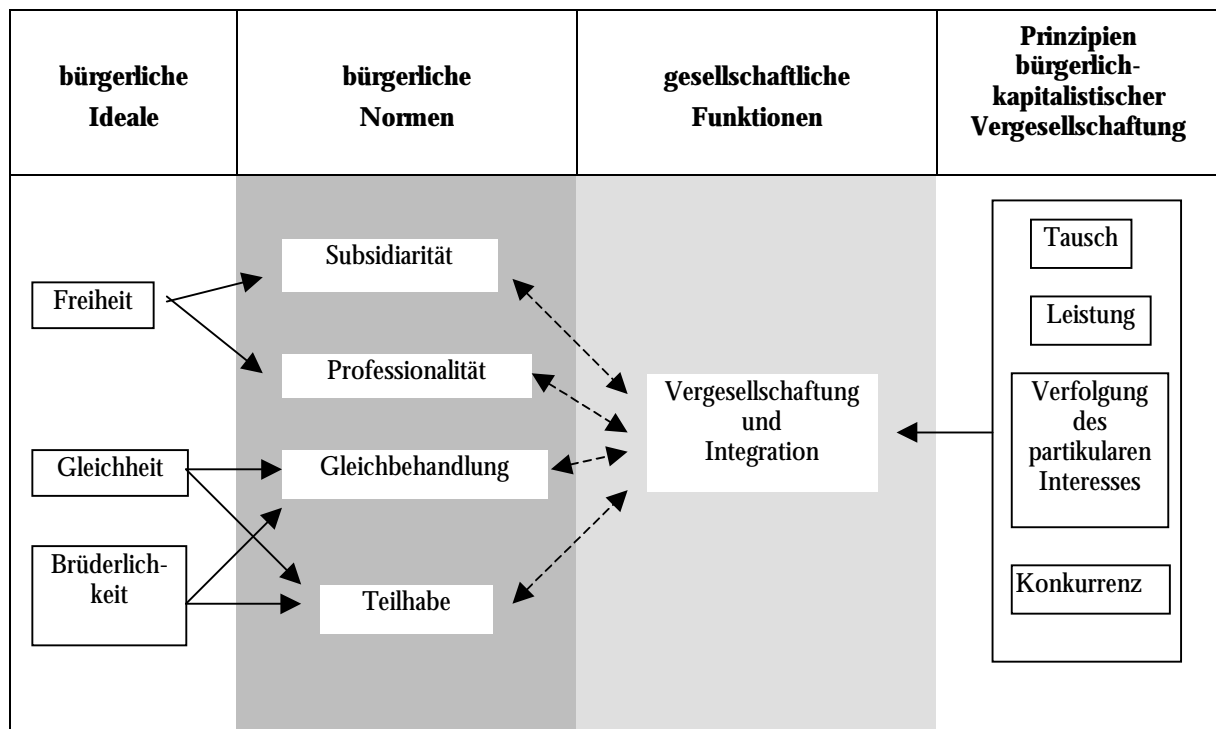 bürgerliche
Ideale
bürgerliche
Normen
gesellschaftliche
Funktionen
Prinzipien
bürgerlich-
kapitalistischer
Vergesellschaftung
Freiheit
Gleichheit
Brüderlich-
keit
Subsidiarität
Professionalität
Gleichbehandlung
Teilhabe
Vergesellschaftung
und
Integration
Tausch
Leistung
Verfolgung
des
partikularen
Interesses
Konkurrenz